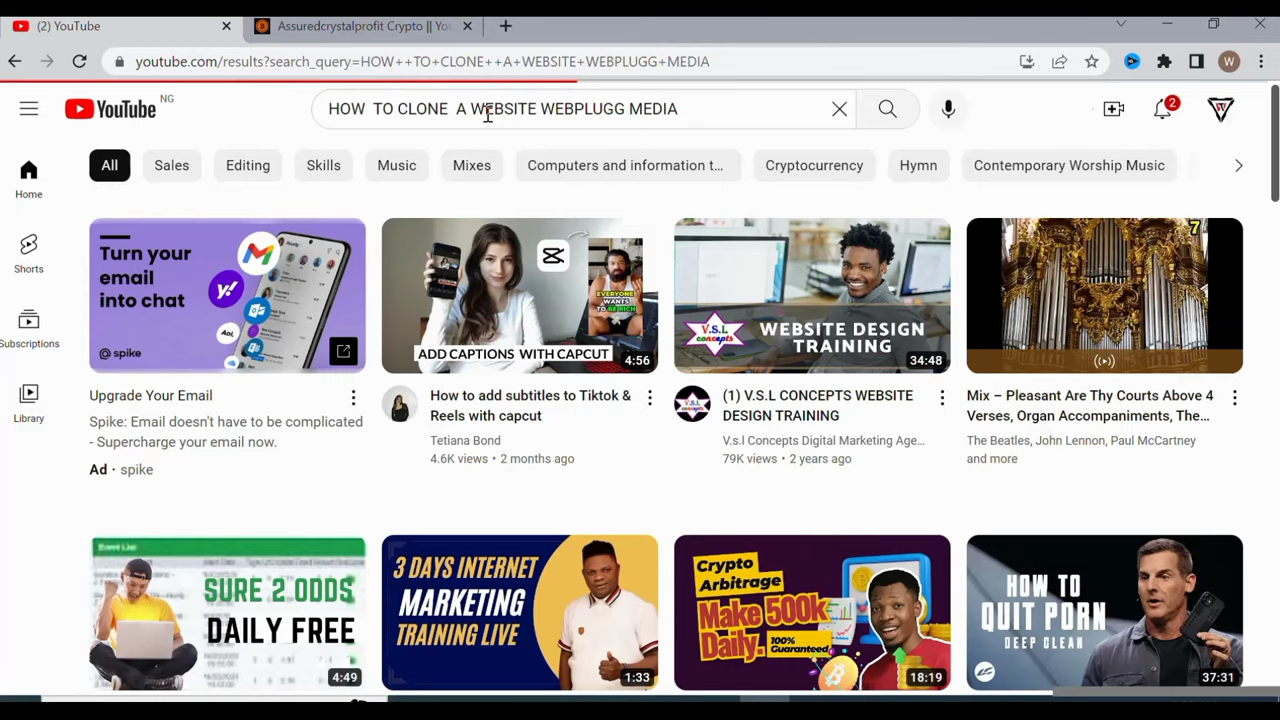 (2) YouTube
Assuredcrystalprofit Crypto || You
youtube.com/results?search_query=HOW++TO+CLONE++A+WEBSITE+WEBPLUGG+MEDIA
W
YouTube NG
HOW  TO CLONE  A WEBSITE WEBPLUGG MEDIA
2
All
Sales
Editing
Skills
Music
Mixes
Computers and information t...
Cryptocurrency
Hymn
Contemporary Worship Music
Home
Shorts
Subscriptions
Library
Turn your
email
into chat
Y!
Aol.
@ spike
Upgrade Your Email
Spike: Email doesn't have to be complicated
- Supercharge your email now.
Ad · spike
EVERYONE
WANTS
TO BE RICH
ADD CAPTIONS WITH CAPCUT
4:56
How to add subtitles to Tiktok &
Reels with capcut
Tetiana Bond
4.6K views • 2 months ago
V.S.L
concepts
WEBSITE DESIGN
TRAINING
34:48
(1) V.S.L CONCEPTS WEBSITE
DESIGN TRAINING
V.s.l Concepts Digital Marketing Age...
79K views • 2 years ago
7
Mix – Pleasant Are Thy Courts Above 4
Verses, Organ Accompaniments, The...
The Beatles, John Lennon, Paul McCartney
and more
Event List
SURE 2 ODDS
DAILY FREE
4:49
3 DAYS INTERNET
MARKETING
TRAINING LIVE
1:33
Crypto
Arbitrage
Make 500k
Daily.
100%
Guaranteed
18:19
HOW TO
QUIT PORN
DEEP CLEAN
37:31